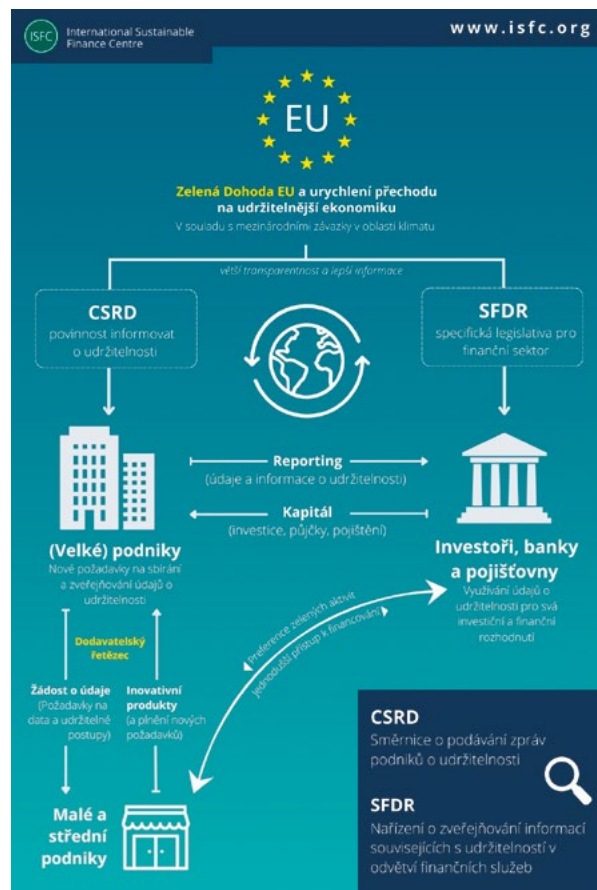 ISFC
International Sustainable
Finance Centre
www.isfc.org
EU
Zelená Dohoda EU a urychlení přechodu
na udržitelnější ekonomiku
V souladu s mezinárodními závazky v oblasti klimatu
větší transparentnost a lepší informace
CSRD
povinnost informovat
o udržitelnosti
SFDR
specifická legislativa pro
finanční sektor
Reporting
(údaje a informace o udržitelnosti)
Kapitál
(investice, půjčky, pojištění)
(Velké) podniky
Nové požadavky na sbírání
a zveřejňování údajů o
udržitelnosti
Investoři, banky
a pojišťovny
Využívání údajů o
udržitelnosti pro svá
investiční a finanční
rozhodnutí
Dodavatelský
řetězec
Žádost o údaje
(Požadavky na
data a udržitelné
postupy)
Inovativní
produkty
(a plnění nových
požadavků)
Preference zelených aktivit
Jednodušší přístup k financování
Malé a
střední
podniky
CSRD
Směrnice o podávání zpráv
podniků o udržitelnosti
SFDR
Nařízení o zveřejňování informací
souvisejících s udržitelností v
odvětví finančních služeb